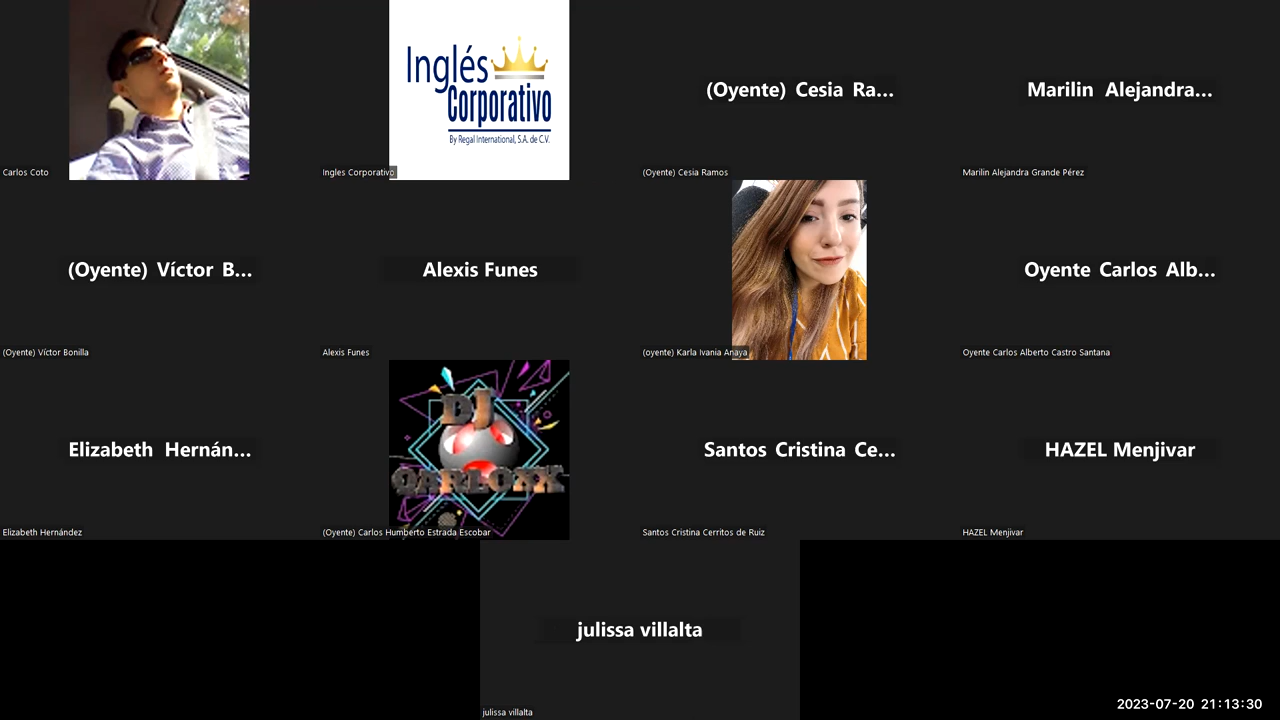 Inglés
Corporativo
By Regal International, S.A. de C.V.
(Oyente) Cesia Ra...
Marilin Alejandra...
Carlos Coto
Ingles Corporativo
(Oyente) Cesia Ramos
Marilin Alejandra Grande Pérez
(Oyente) Víctor B...
Alexis Funes
Oyente Carlos Alb...
(Oyente) Víctor Bonilla
Alexis Funes
(oyente) Karla Ivania Anaya
Oyente Carlos Alberto Castro Santana
Elizabeth Hernán...
DJ
CARLOXX
Santos Cristina Ce...
HAZEL Menjivar
Elizabeth Hernández
(Oyente) Carlos Humberto Estrada Escobar
Santos Cristina Cerritos de Ruiz
HAZEL Menjivar
julissa villalta
julissa villalta
2023-07-20 21:13:30